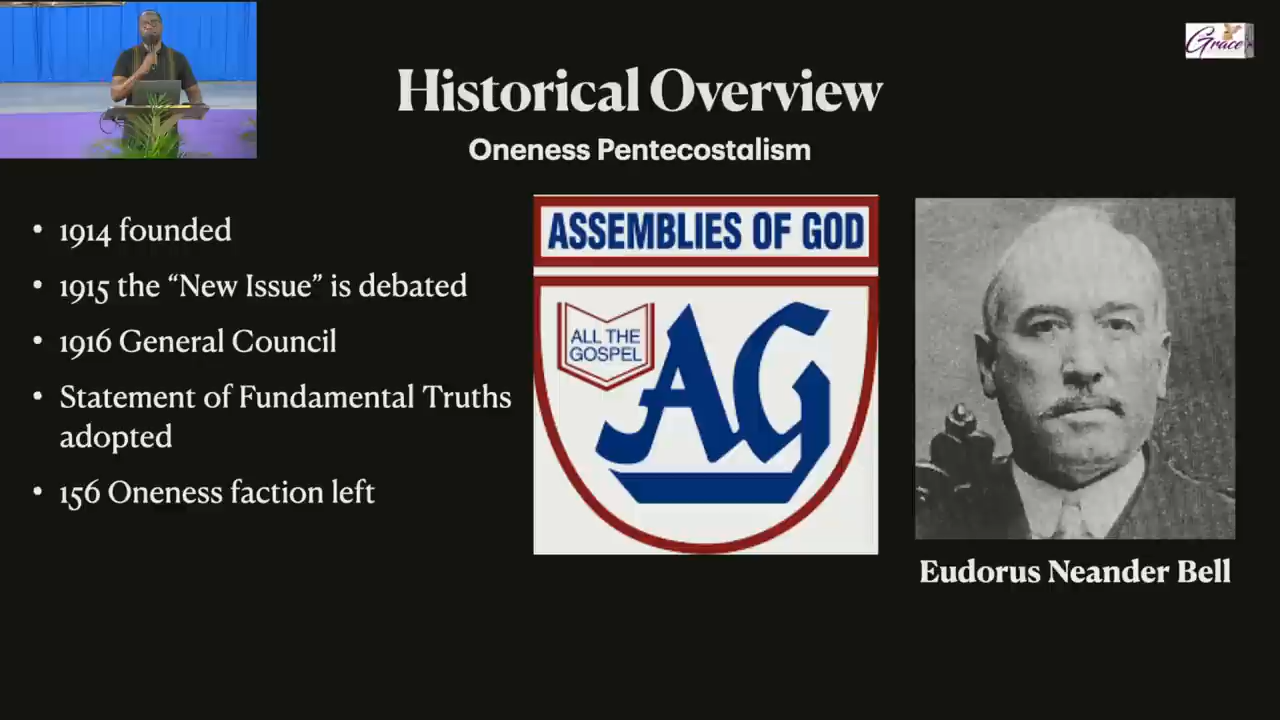 Grace
Historical Overview
Oneness Pentecostalism
• 1914 founded
• 1915 the “New Issue” is debated
• 1916 General Council
• Statement of Fundamental Truths
adopted
• 156 Oneness faction left
ASSEMBLIES OF GOD
ALL THE
GOSPEL
AG
Eudorus Neander Bell